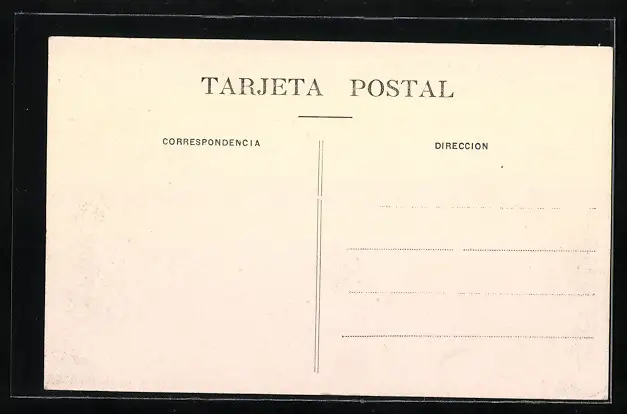 TARJETA POSTAL
CORRESPONDENCIA
DIRECCION